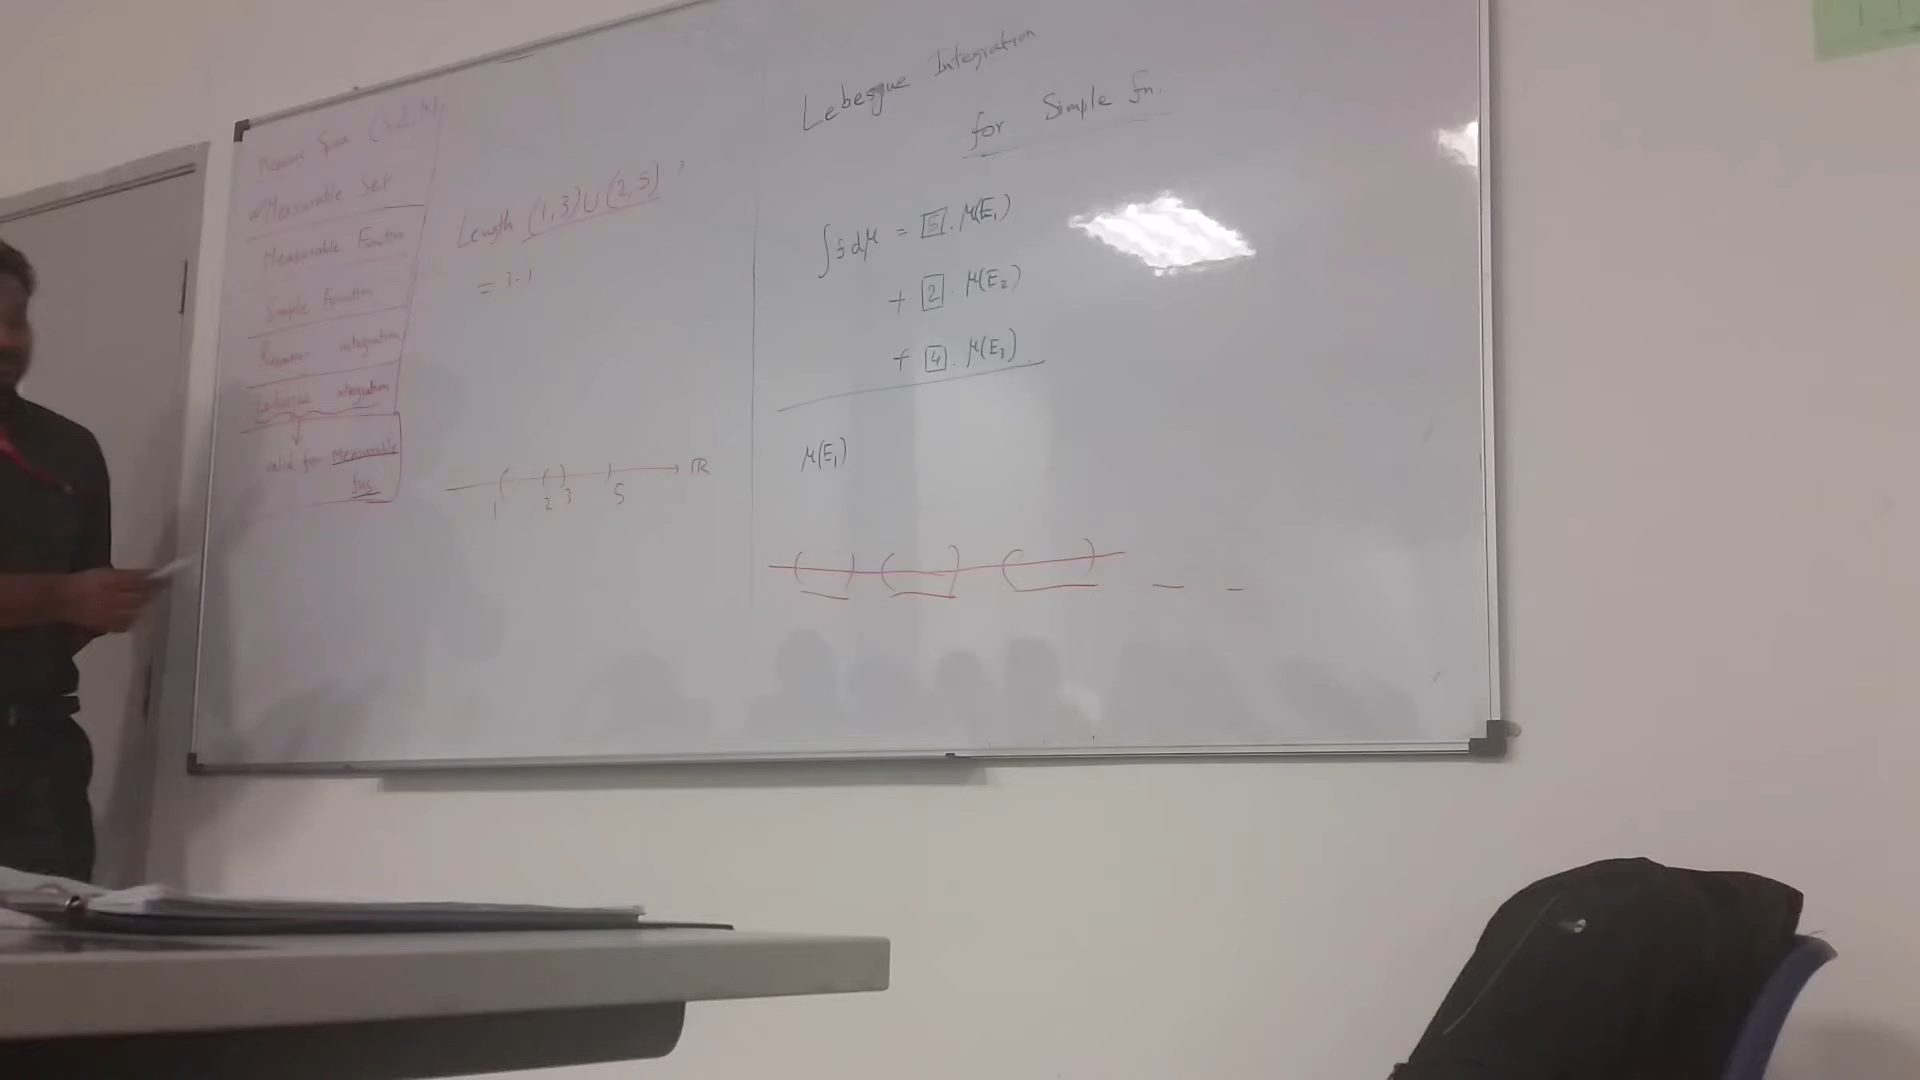 Measure Space (
Measurable Set
Measurable Function
Simple Function
Riemann integration
Lebesgue integration
valid for Measurable
fns
Length (1,3)∪(2,5)
= 3-1
( ( ) ) ℝ
1 2 3 5
Lebesgue Integration
for Simple fn.
∫f dμ = 5 . μ(E₁)
+ 2 . μ(E₂)
+ 4 . μ(E₃)
μ(E₁)
( ) ( ) ( ) _ _